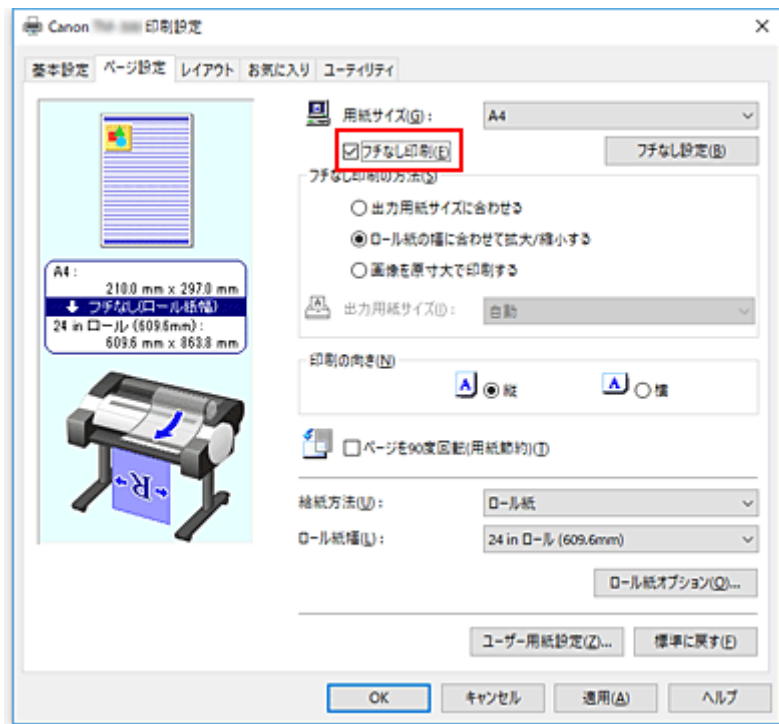 Canon 印刷設定
基本設定 ページ設定 レイアウト お気に入り ユーティリティ
用紙サイズ(G): A4
フチなし印刷(E) フチなし設定(B)
フチなし印刷の方法(S)
出力用紙サイズに合わせる
ロール紙の幅に合わせて拡大/縮小する
画像を原寸大で印刷する
出力用紙サイズ(I): 自動
A4:
210.0 mm x 297.0 mm
フチなし(ロール紙幅)
24 in ロール (609.6mm):
609.6 mm x 863.8 mm
印刷の向き(N)
A 縦 A 横
R
ページを90度回転(用紙節約)(T)
給紙方法(U): ロール紙
ロール紙幅(L): 24 in ロール (609.6mm)
ロール紙オプション(O)...
ユーザー用紙設定(Z)... 標準に戻す(F)
OK キャンセル 適用(A) ヘルプ